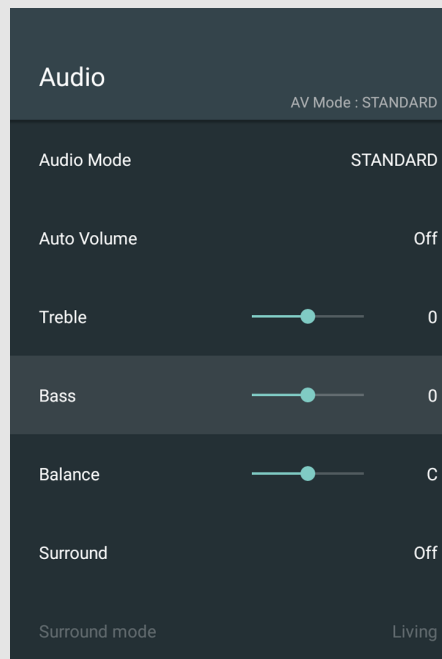 Audio
AV Mode : STANDARD
Audio Mode STANDARD
Auto Volume Off
Treble 0
Bass 0
Balance C
Surround Off
Surround mode Living